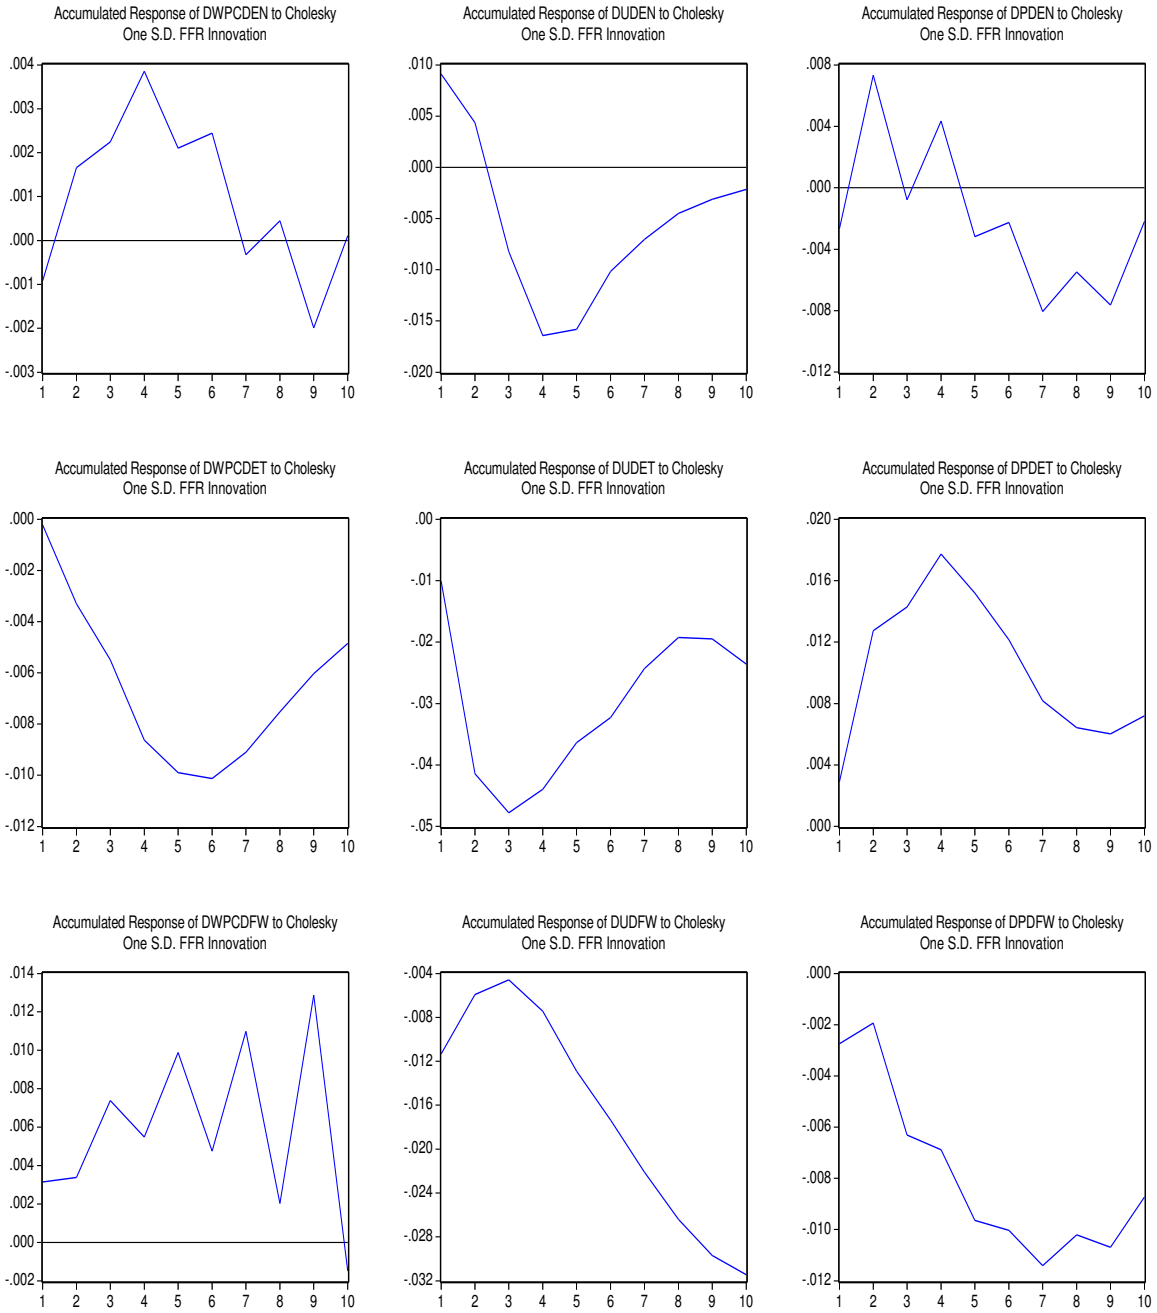 Accumulated Response of DWPCDEN to Cholesky
One S.D. FFR Innovation
.004
.003
.002
.001
.000
-.001
-.002
-.003
1 2 3 4 5 6 7 8 9 10
Accumulated Response of DUDEN to Cholesky
One S.D. FFR Innovation
.010
.005
.000
-.005
-.010
-.015
-.020
1 2 3 4 5 6 7 8 9 10
Accumulated Response of DPDEN to Cholesky
One S.D. FFR Innovation
.008
.004
.000
-.004
-.008
-.012
1 2 3 4 5 6 7 8 9 10
Accumulated Response of DWPCDET to Cholesky
One S.D. FFR Innovation
.000
-.002
-.004
-.006
-.008
-.010
-.012
1 2 3 4 5 6 7 8 9 10
Accumulated Response of DUDET to Cholesky
One S.D. FFR Innovation
.00
-.01
-.02
-.03
-.04
-.05
1 2 3 4 5 6 7 8 9 10
Accumulated Response of DPDET to Cholesky
One S.D. FFR Innovation
.020
.016
.012
.008
.004
.000
1 2 3 4 5 6 7 8 9 10
Accumulated Response of DWPCDFW to Cholesky
One S.D. FFR Innovation
.014
.012
.010
.008
.006
.004
.002
.000
-.002
1 2 3 4 5 6 7 8 9 10
Accumulated Response of DUDFW to Cholesky
One S.D. FFR Innovation
-.004
-.008
-.012
-.016
-.020
-.024
-.028
-.032
1 2 3 4 5 6 7 8 9 10
Accumulated Response of DPDFW to Cholesky
One S.D. FFR Innovation
.000
-.002
-.004
-.006
-.008
-.010
-.012
1 2 3 4 5 6 7 8 9 10